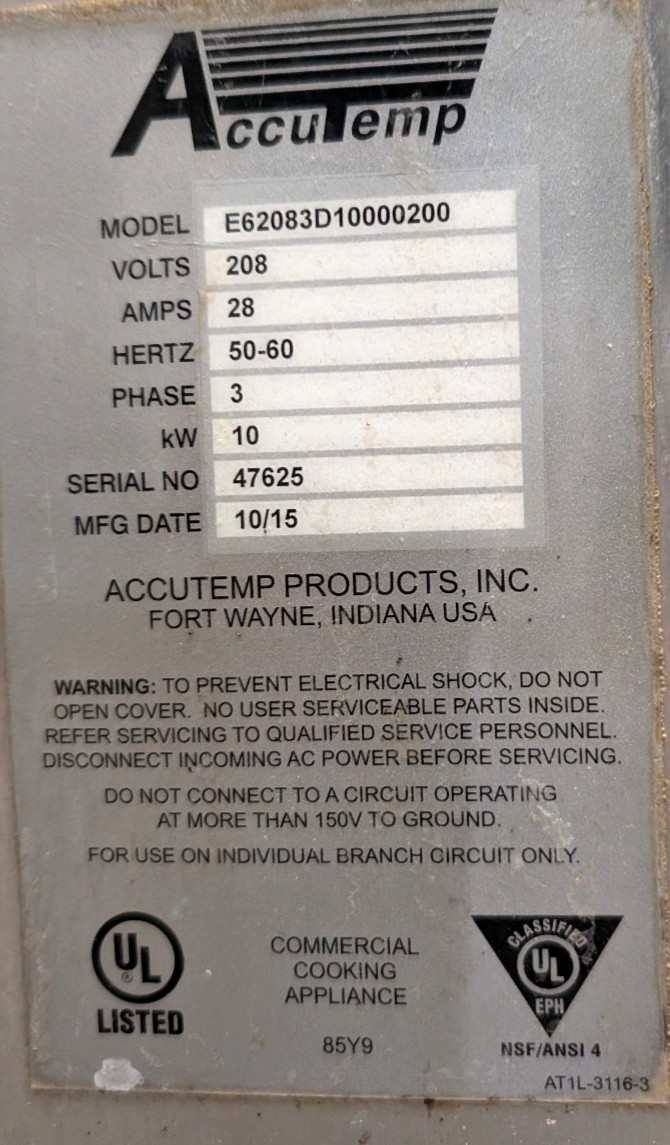 AccuTemp
MODEL E62083D10000200
VOLTS 208
AMPS 28
HERTZ 50-60
PHASE 3
kW 10
SERIAL NO 47625
MFG DATE 10/15
ACCUTEMP PRODUCTS, INC.
FORT WAYNE, INDIANA USA
WARNING: TO PREVENT ELECTRICAL SHOCK, DO NOT
OPEN COVER. NO USER SERVICEABLE PARTS INSIDE.
REFER SERVICING TO QUALIFIED SERVICE PERSONNEL.
DISCONNECT INCOMING AC POWER BEFORE SERVICING.
DO NOT CONNECT TO A CIRCUIT OPERATING
AT MORE THAN 150V TO GROUND.
FOR USE ON INDIVIDUAL BRANCH CIRCUIT ONLY.
UL ®
LISTED
COMMERCIAL
COOKING
APPLIANCE
85Y9
CLASSIFIED
UL
EPH
NSF/ANSI 4
AT1L-3116-3